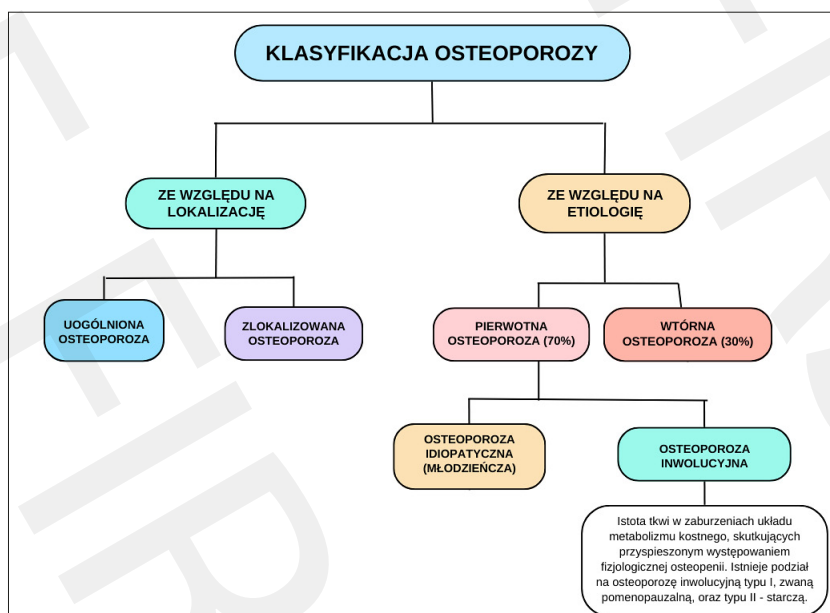 KLASYFIKACJA OSTEOPOROZY
ZE WZGLĘDU NA
LOKALIZACJĘ
ZE WZGLĘDU NA
ETIOLOGIĘ
UOGÓLNIONA
OSTEOPOROZA
ZLOKALIZOWANA
OSTEOPOROZA
PIERWOTNA
OSTEOPOROZA (70%)
WTÓRNA
OSTEOPOROZA (30%)
OSTEOPOROZA
IDIOPATYCZNA
(MŁODZIEŃCZA)
OSTEOPOROZA
INWOLUCYJNA
Istota tkwi w zaburzeniach układu
metabolizmu kostnego, skutkujących
przyspieszonym występowaniem
fizjologicznej osteopenii. Istnieje podział
na osteoporozę inwolucyjną typu I, zwaną
pomenopauzalną, oraz typu II - starczą.